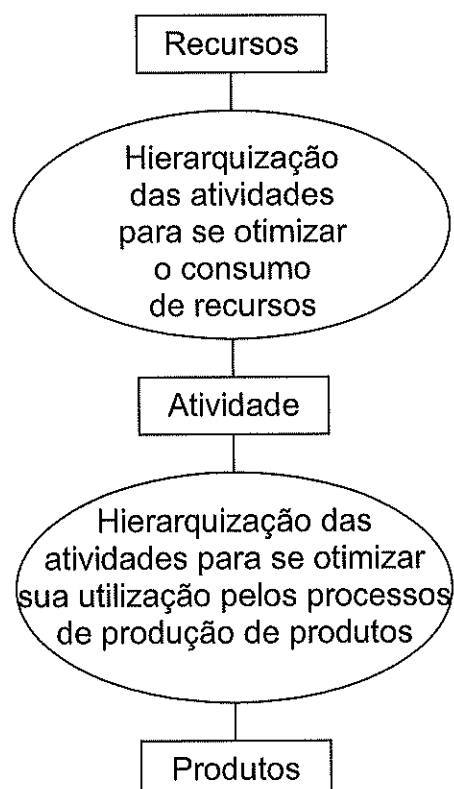 Recursos
Hierarquização
das atividades
para se otimizar
o consumo
de recursos
Atividade
Hierarquização das
atividades para se otimizar
sua utilização pelos processos
de produção de produtos
Produtos